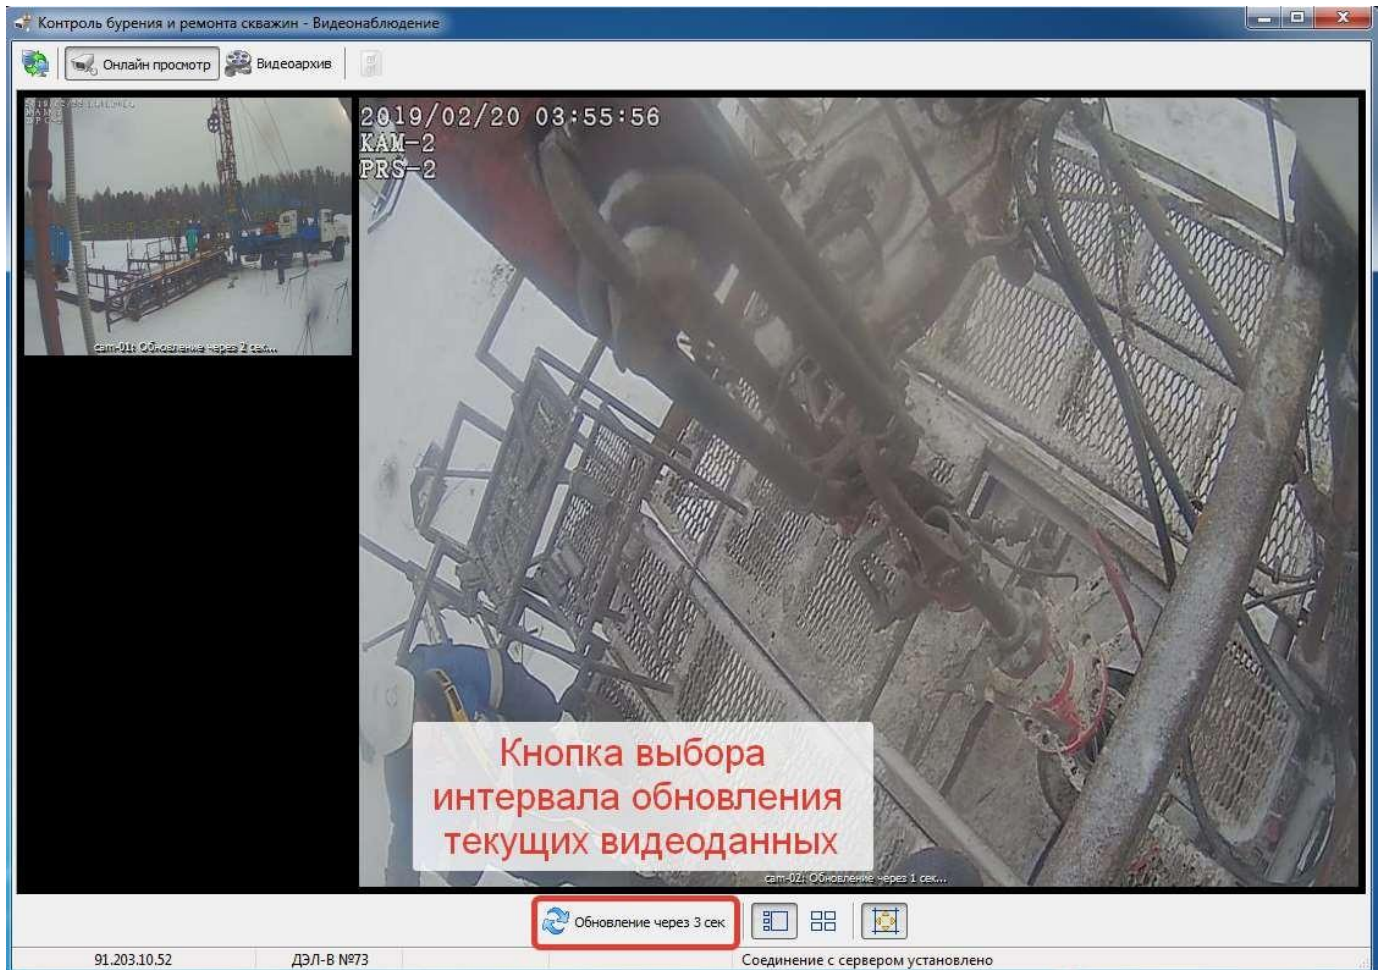 Контроль бурения и ремонта скважин - Видеонаблюдение
Онлайн просмотр
Видеоархив
2019/02/20 03:55:56
KAM-2
PRS-2
cam-01: Обновление через 2 сек...
Кнопка выбора
интервала обновления
текущих видеоданных
cam-02: Обновление через 1 сек...
Обновление через 3 сек
91.203.10.52
ДЭЛ-В №73
Соединение с сервером установлено